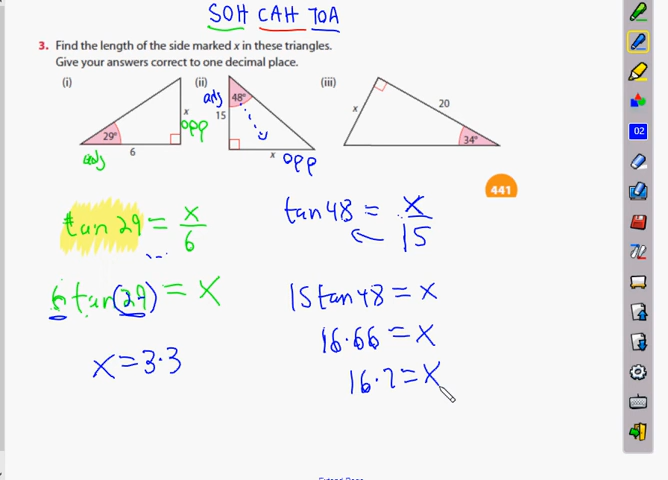 SOH CAH TOA
3. Find the length of the side marked x in these triangles.
Give your answers correct to one decimal place.
(i)
29°
6
x
adj
opp
(ii)
adj
48°
15
x
opp
(iii)
x
20
34°
441
tan 29 = x/6
6 tan(29) = x
x = 3.3
tan 48 = x/15
15 tan 48 = x
16.66 = x
16.7 = x
02